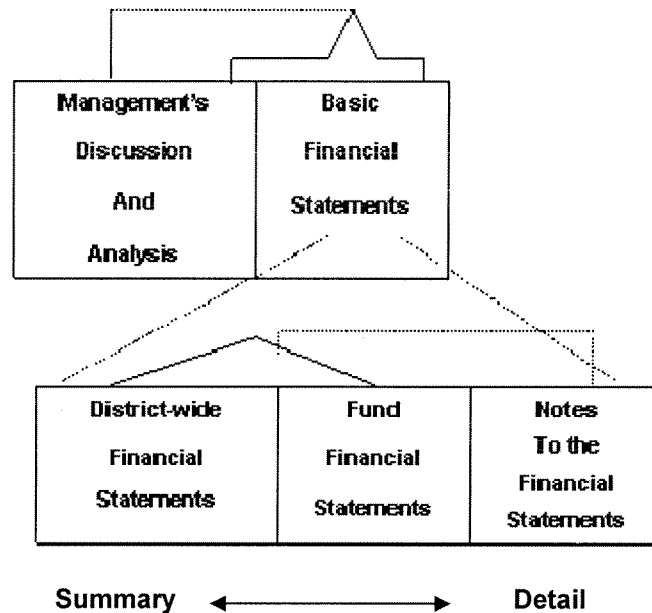 Management's
Discussion
And
Analysis
Basic
Financial
Statements
District-wide
Financial
Statements
Fund
Financial
Statements
Notes
To the
Financial
Statements
Summary
Detail